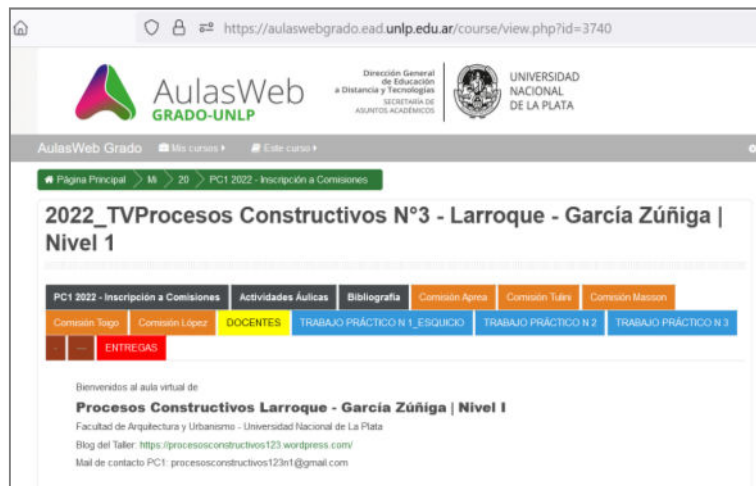 https://aulaswebgrado.ead.unlp.edu.ar/course/view.php?id=3740
AulasWeb
GRADO-UNLP
Dirección General
de Educación
a Distancia y Tecnologías
SECRETARÍA DE
ASUNTOS ACADÉMICOS
UNIVERSIDAD
NACIONAL
DE LA PLATA
AulasWeb Grado Mis cursos Este curso
Página Principal Mi 20 PC1 2022 - Inscripción a Comisiones
2022_TVProcesos Constructivos N°3 - Larroque - García Zúñiga |
Nivel 1
PC1 2022 - Inscripción a Comisiones Actividades Áulicas Bibliografía Comisión Aprea Comisión Tulini Comisión Masson
Comisión Togo Comisión López DOCENTES TRABAJO PRÁCTICO N 1_ESQUICIO TRABAJO PRÁCTICO N 2 TRABAJO PRÁCTICO N 3
. --- ENTREGAS
Bienvenidos al aula virtual de
Procesos Constructivos Larroque - García Zúñiga | Nivel I
Facultad de Arquitectura y Urbanismo - Universidad Nacional de La Plata
Blog del Taller: https://procesosconstructivos123.wordpress.com/
Mail de contacto PC1: procesosconstructivos123n1@gmail.com